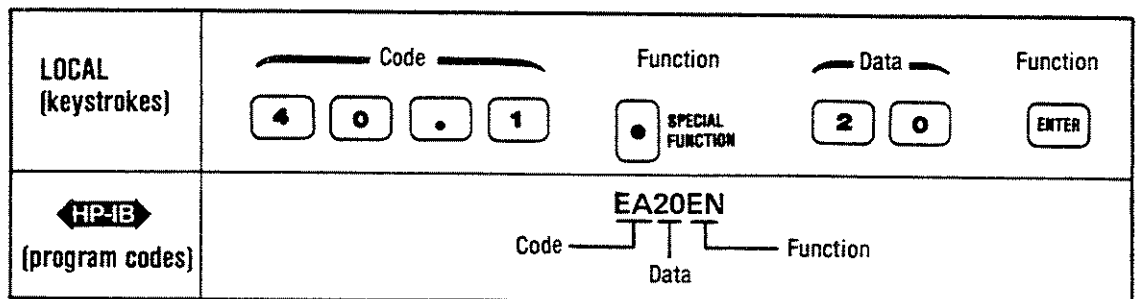 LOCAL
(keystrokes)
Code Function Data Function
4 0 . 1 SPECIAL FUNCTION 2 0 ENTER
HP-IB
(program codes)
EA20EN
Code Function
Data